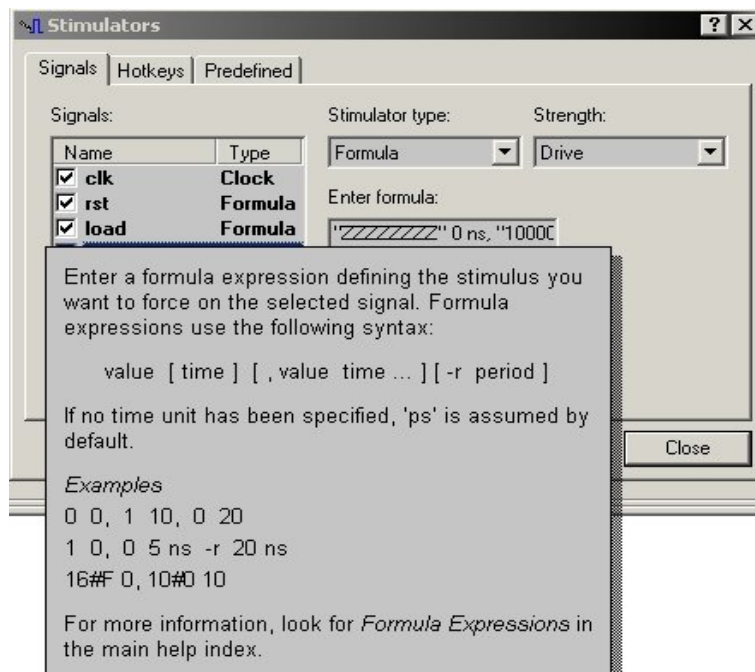 Stimulators
Signals Hotkeys Predefined
Signals:
Stimulator type:
Strength:
Name Type
Formula
Drive
clk Clock
rst Formula
load Formula
Enter formula:
"ZZZZZZZZ" 0 ns, "1000
Enter a formula expression defining the stimulus you
want to force on the selected signal. Formula
expressions use the following syntax:
value [ time ] [ , value time ... ] [ -r period ]
If no time unit has been specified, 'ps' is assumed by
default.
Examples
0 0, 1 10, 0 20
1 0, 0 5 ns -r 20 ns
16#F 0, 10#0 10
For more information, look for Formula Expressions in
the main help index.
Close